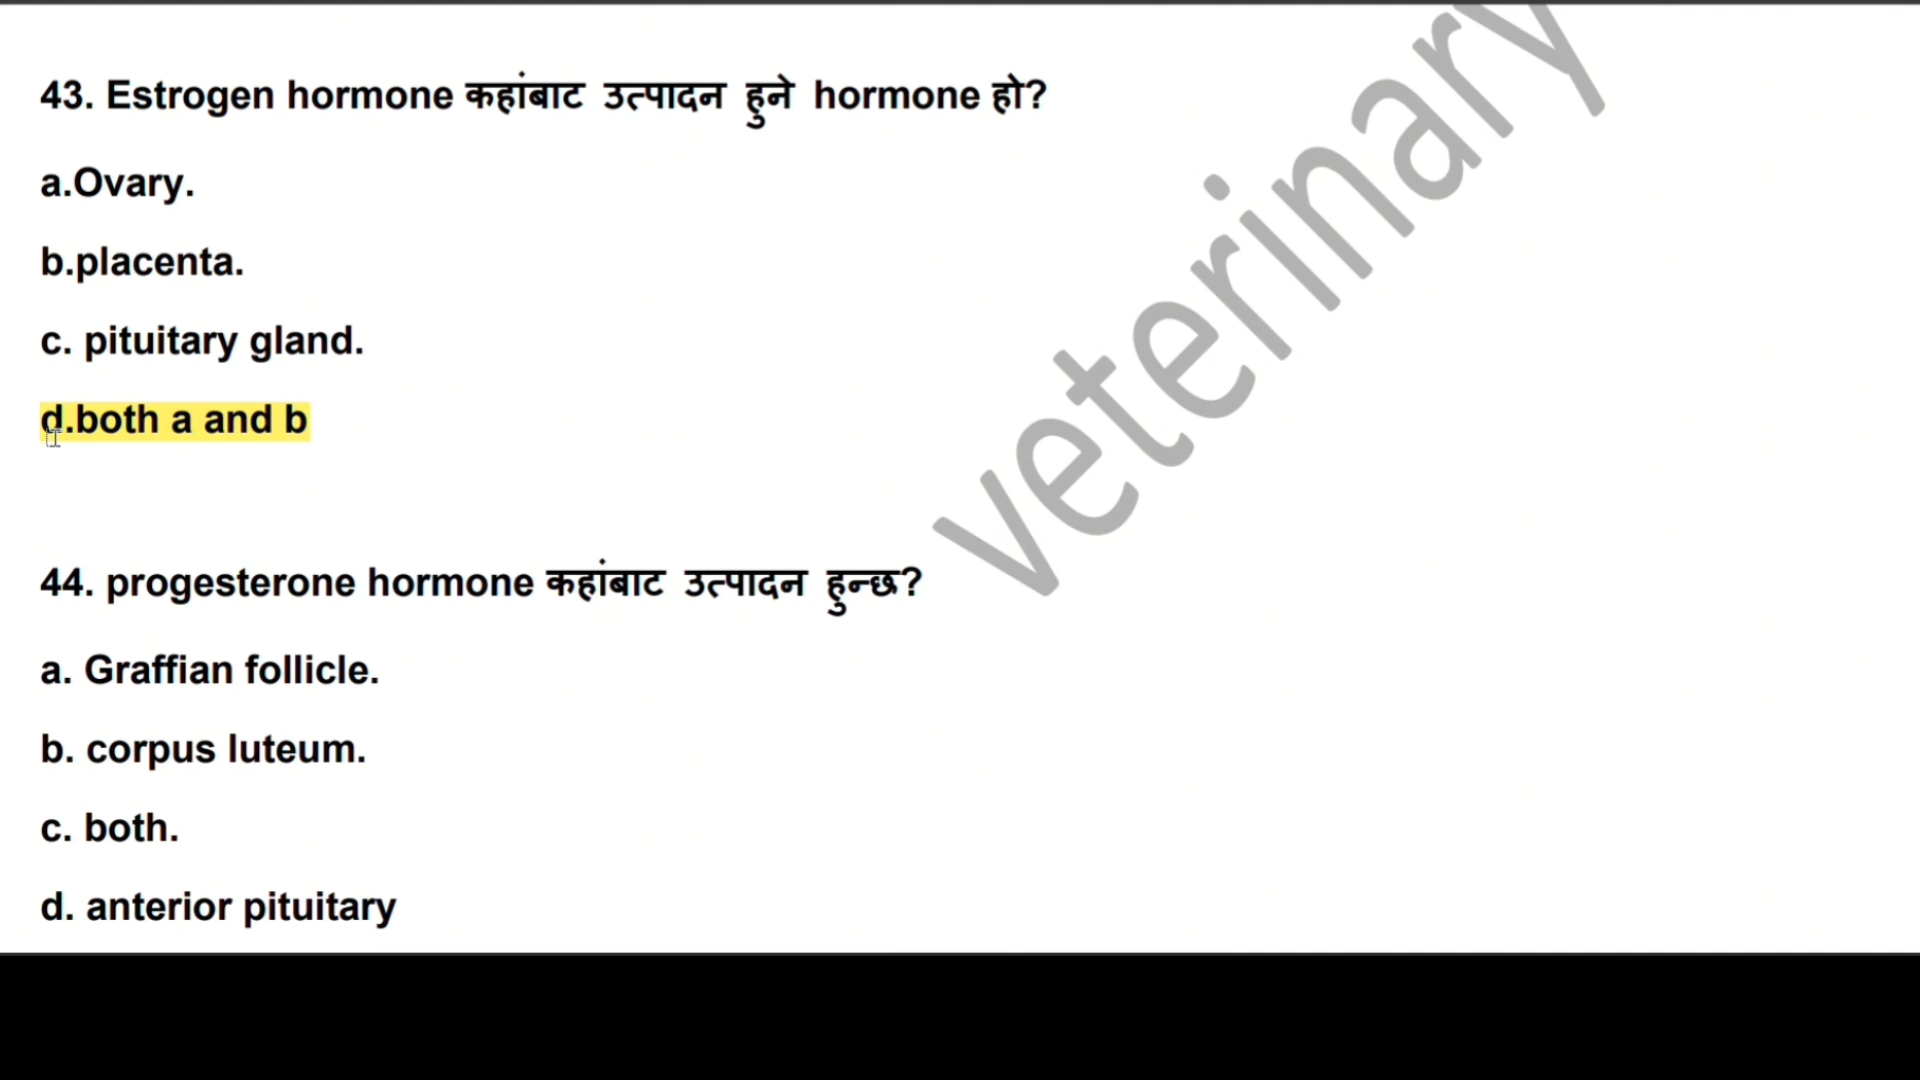 43. Estrogen hormone कहांबाट उत्पादन हुने hormone हो?
a.Ovary.
b.placenta.
c. pituitary gland.
d.both a and b
44. progesterone hormone कहांबाट उत्पादन हुन्छ?
a. Graffian follicle.
b. corpus luteum.
c. both.
d. anterior pituitary
veterinary